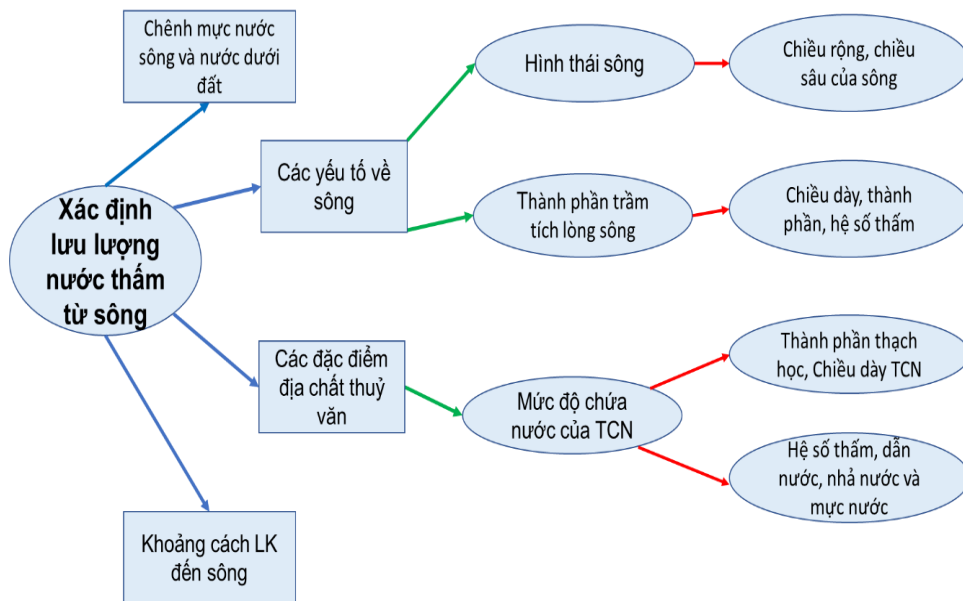 Chênh mực nước
sông và nước dưới
đất
Hình thái sông
Chiều rộng, chiều
sâu của sông
Các yếu tố về
sông
Thành phần trầm
tích lòng sông
Chiều dày, thành
phần, hệ số thấm
Xác định
lưu lượng
nước thấm
từ sông
Các đặc điểm
địa chất thuỷ
văn
Mức độ chứa
nước của TCN
Thành phần thạch
học, Chiều dày TCN
Hệ số thấm, dẫn
nước, nhả nước và
mực nước
Khoảng cách LK
đến sông